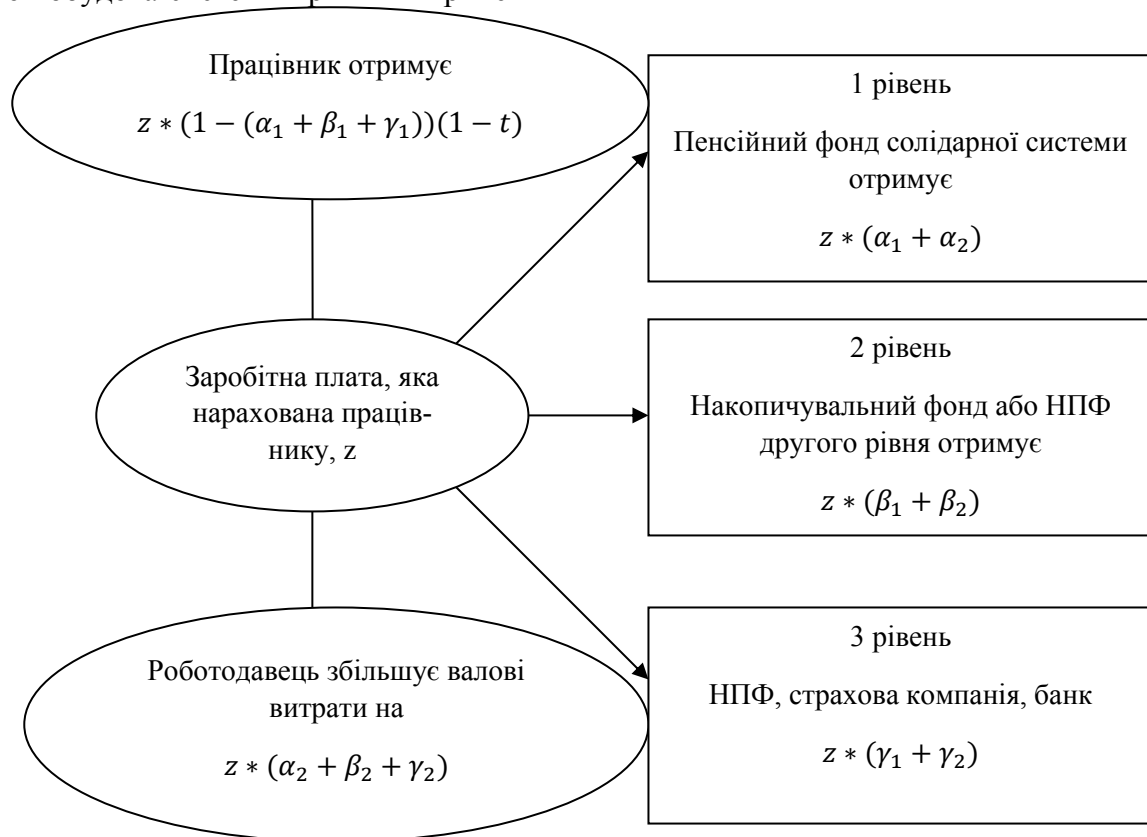 Працівник отримує
z * (1 − (α₁ + β₁ + γ₁))(1 − t)
1 рівень
Пенсійний фонд солідарної системи
отримує
z * (α₁ + α₂)
Заробітна плата, яка
нарахована праців-
нику, z
2 рівень
Накопичувальний фонд або НПФ
другого рівня отримує
z * (β₁ + β₂)
Роботодавець збільшує валові
витрати на
z * (α₂ + β₂ + γ₂)
3 рівень
НПФ, страхова компанія, банк
z * (γ₁ + γ₂)